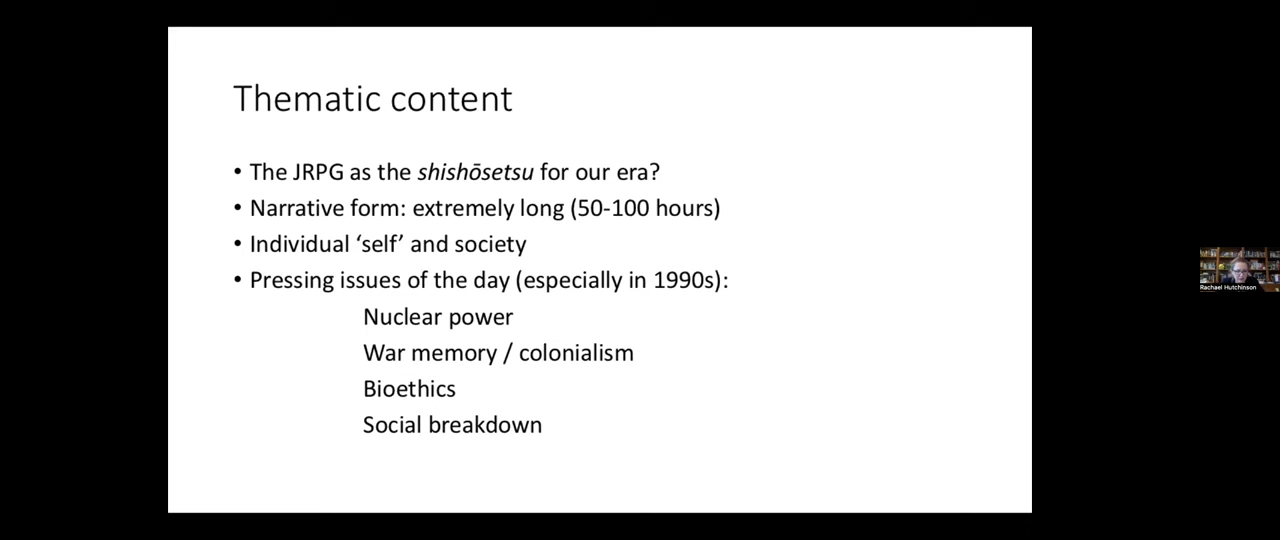 Thematic content
• The JRPG as the shishōsetsu for our era?
• Narrative form: extremely long (50-100 hours)
• Individual ‘self’ and society
• Pressing issues of the day (especially in 1990s):
Nuclear power
War memory / colonialism
Bioethics
Social breakdown
Rachael Hutchinson